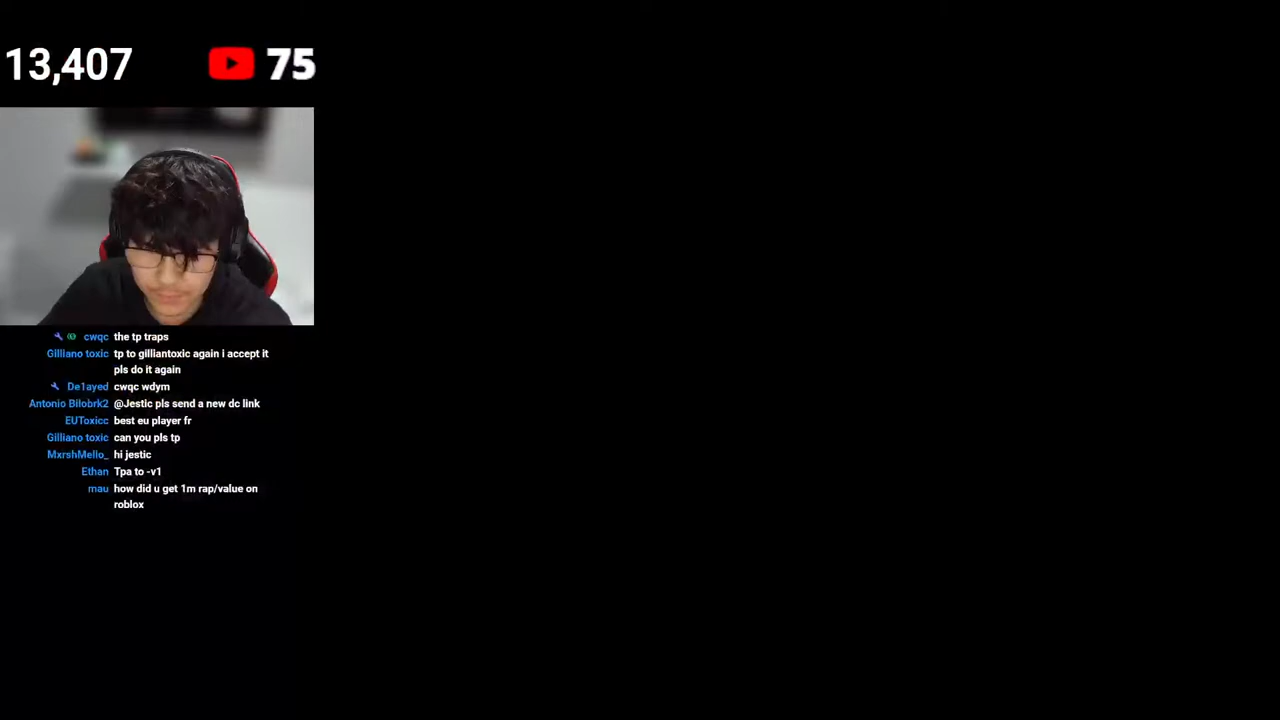 13,407 75
cwqc the tp traps
Gilliano toxic tp to gilliantoxic again i accept it
pls do it again
De1ayed cwqc wdym
Antonio Bilobrk2 @Jestic pls send a new dc link
EUToxicc best eu player fr
Gilliano toxic can you pls tp
MxrshMello_ hi jestic
Ethan Tpa to -v1
mau how did u get 1m rap/value on
roblox